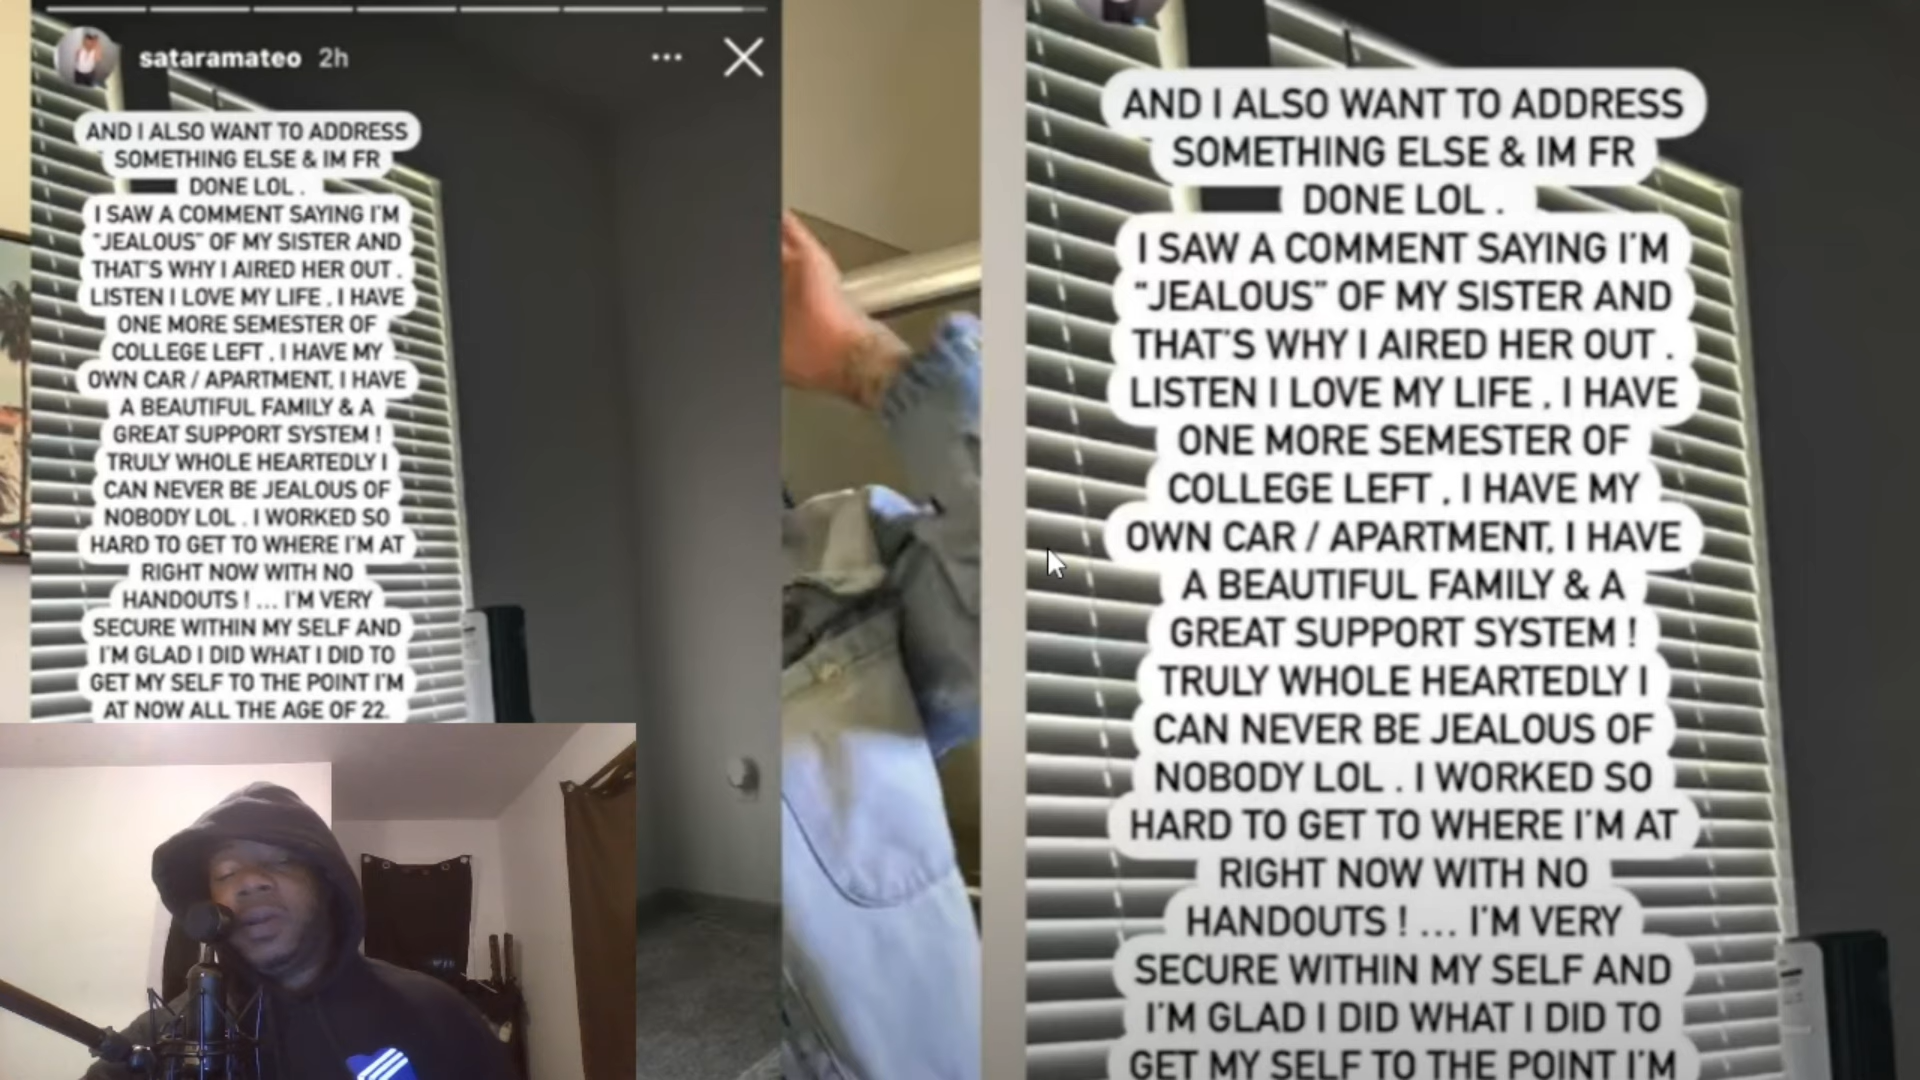 sataramateo 2h
AND I ALSO WANT TO ADDRESS
SOMETHING ELSE & IM FR
DONE LOL .
I SAW A COMMENT SAYING I'M
"JEALOUS" OF MY SISTER AND
THAT'S WHY I AIRED HER OUT .
LISTEN I LOVE MY LIFE , I HAVE
ONE MORE SEMESTER OF
COLLEGE LEFT , I HAVE MY
OWN CAR / APARTMENT, I HAVE
A BEAUTIFUL FAMILY & A
GREAT SUPPORT SYSTEM !
TRULY WHOLE HEARTEDLY I
CAN NEVER BE JEALOUS OF
NOBODY LOL . I WORKED SO
HARD TO GET TO WHERE I'M AT
RIGHT NOW WITH NO
HANDOUTS ! ... I'M VERY
SECURE WITHIN MY SELF AND
I'M GLAD I DID WHAT I DID TO
GET MY SELF TO THE POINT I'M
AT NOW ALL THE AGE OF 22.
AND I ALSO WANT TO ADDRESS
SOMETHING ELSE & IM FR
DONE LOL .
I SAW A COMMENT SAYING I'M
"JEALOUS" OF MY SISTER AND
THAT'S WHY I AIRED HER OUT .
LISTEN I LOVE MY LIFE , I HAVE
ONE MORE SEMESTER OF
COLLEGE LEFT , I HAVE MY
OWN CAR / APARTMENT, I HAVE
A BEAUTIFUL FAMILY & A
GREAT SUPPORT SYSTEM !
TRULY WHOLE HEARTEDLY I
CAN NEVER BE JEALOUS OF
NOBODY LOL . I WORKED SO
HARD TO GET TO WHERE I'M AT
RIGHT NOW WITH NO
HANDOUTS ! ... I'M VERY
SECURE WITHIN MY SELF AND
I'M GLAD I DID WHAT I DID TO
GET MY SELF TO THE POINT I'M